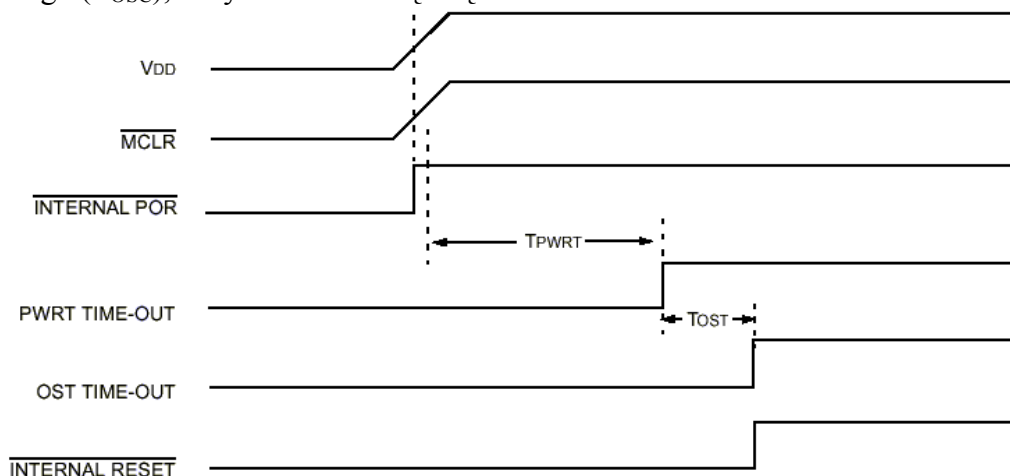 VDD
MCLR
INTERNAL POR
TPWRT
PWRT TIME-OUT
TOST
OST TIME-OUT
INTERNAL RESET